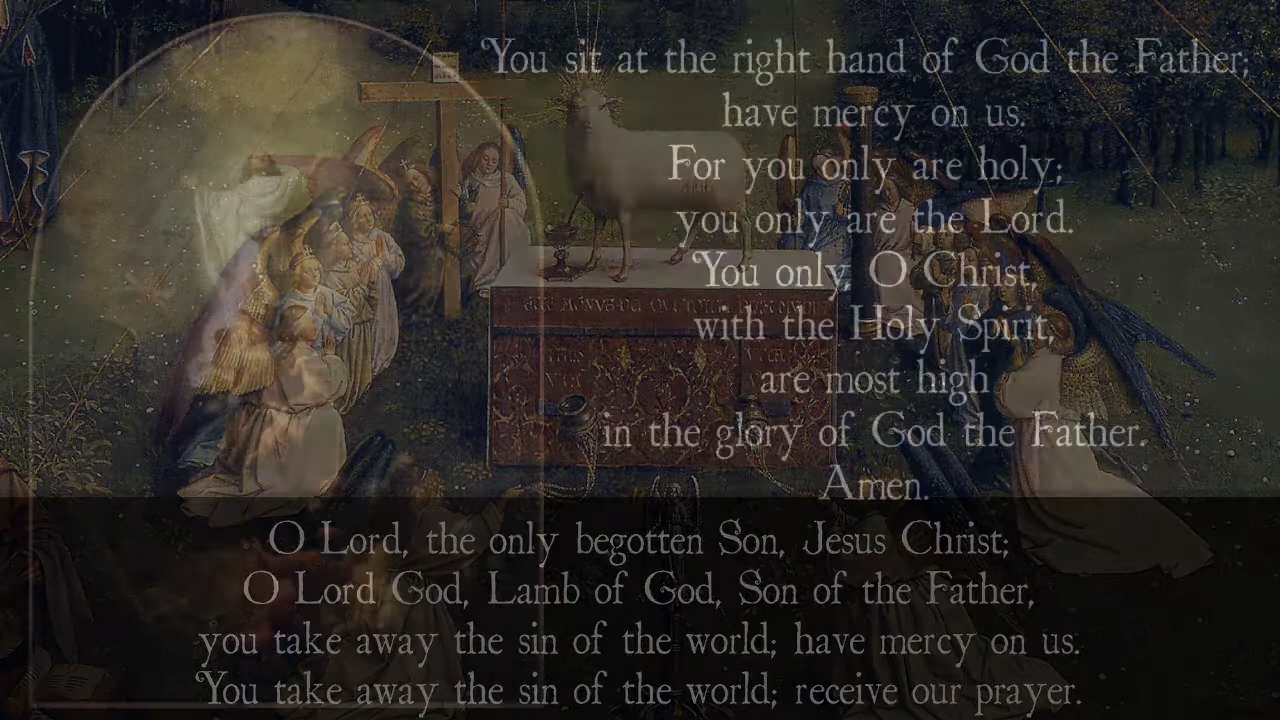 You sit at the right hand of God the Father;
have mercy on us.
For you only are holy;
you only are the Lord.
You only, O Christ,
with the Holy Spirit,
are most high
in the glory of God the Father.
Amen.
O Lord, the only begotten Son, Jesus Christ;
O Lord God, Lamb of God, Son of the Father,
you take away the sin of the world; have mercy on us.
You take away the sin of the world; receive our prayer.